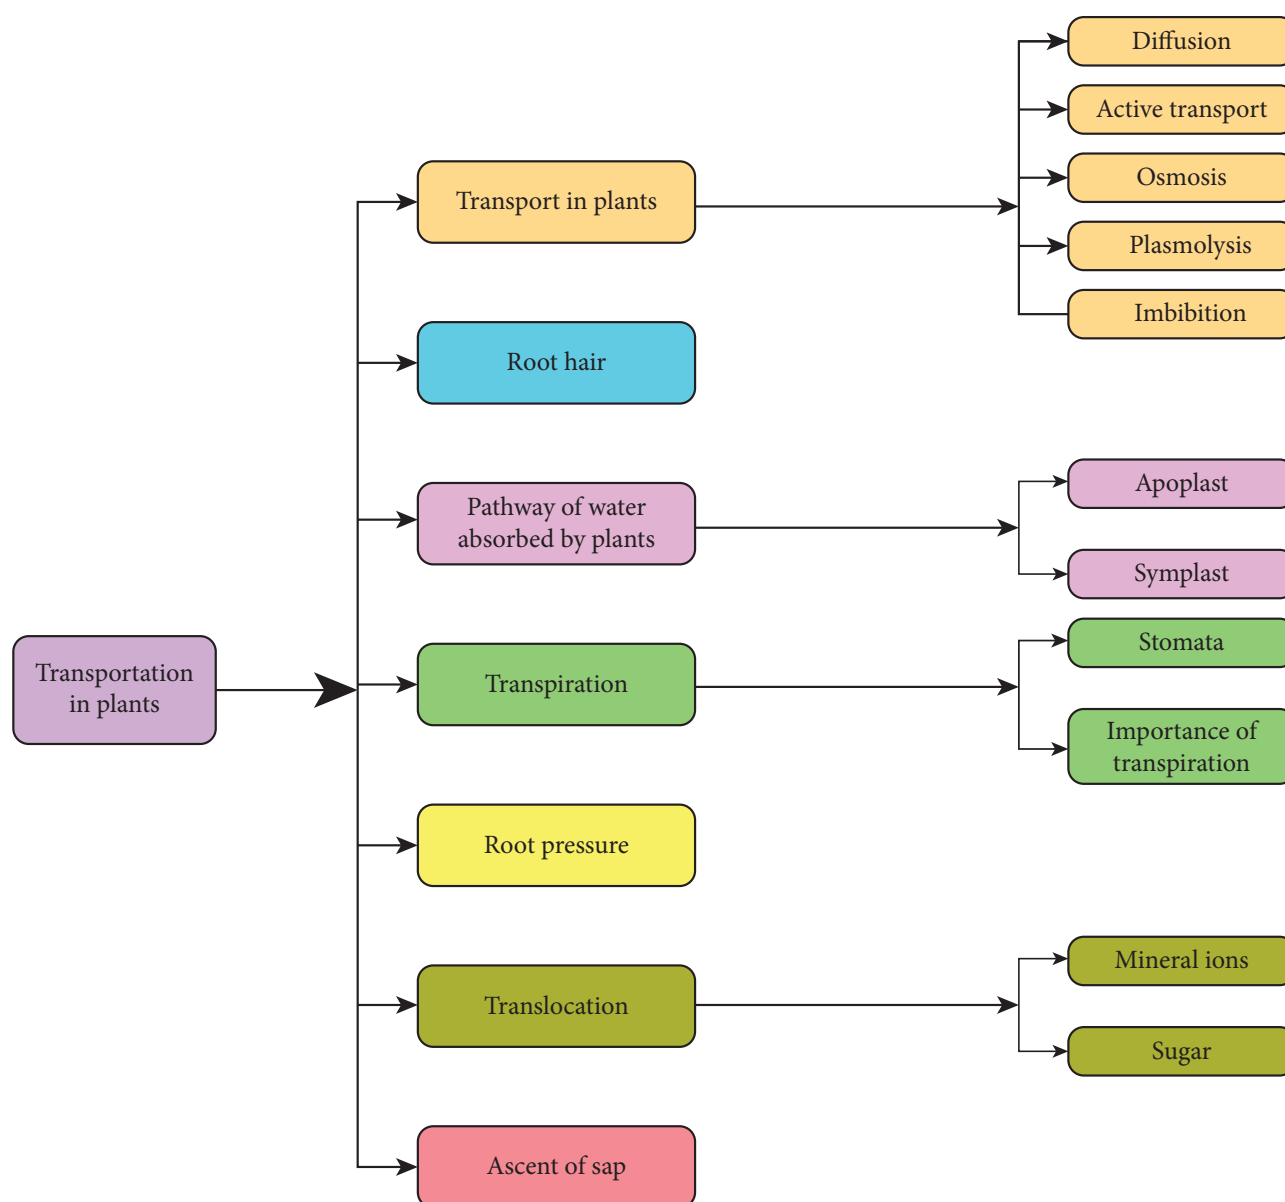 Transportation
in plants
Transport in plants
Diffusion
Active transport
Osmosis
Plasmolysis
Imbibition
Root hair
Pathway of water
absorbed by plants
Apoplast
Symplast
Transpiration
Stomata
Importance of
transpiration
Root pressure
Translocation
Mineral ions
Sugar
Ascent of sap